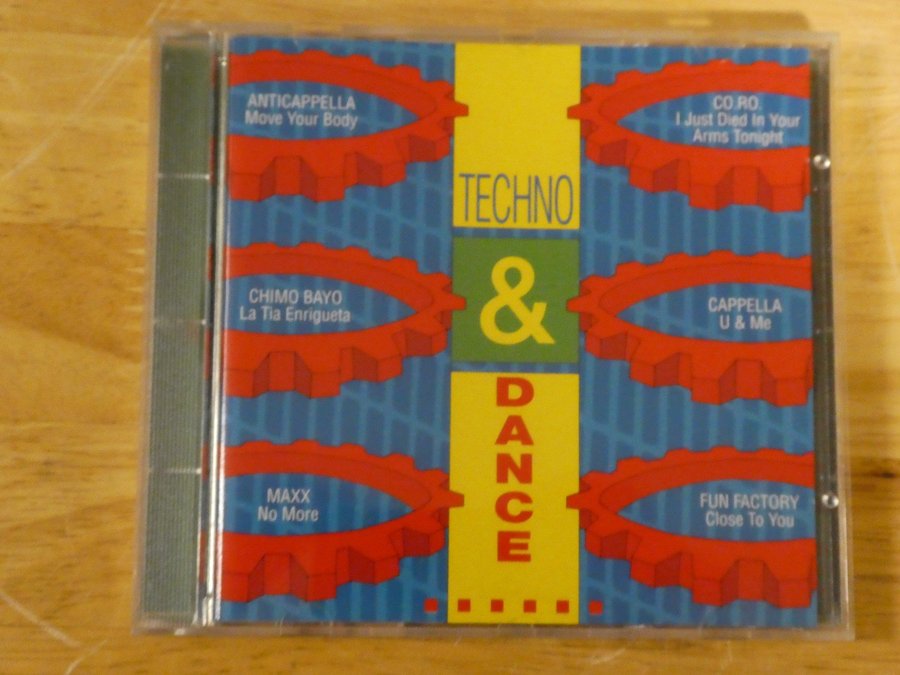 ANTICAPPELLA
Move Your Body
CO.RO.
I Just Died In Your
Arms Tonight
TECHNO
&
DANCE
CHIMO BAYO
La Tia Enrigueta
CAPPELLA
U & Me
MAXX
No More
FUN FACTORY
Close To You